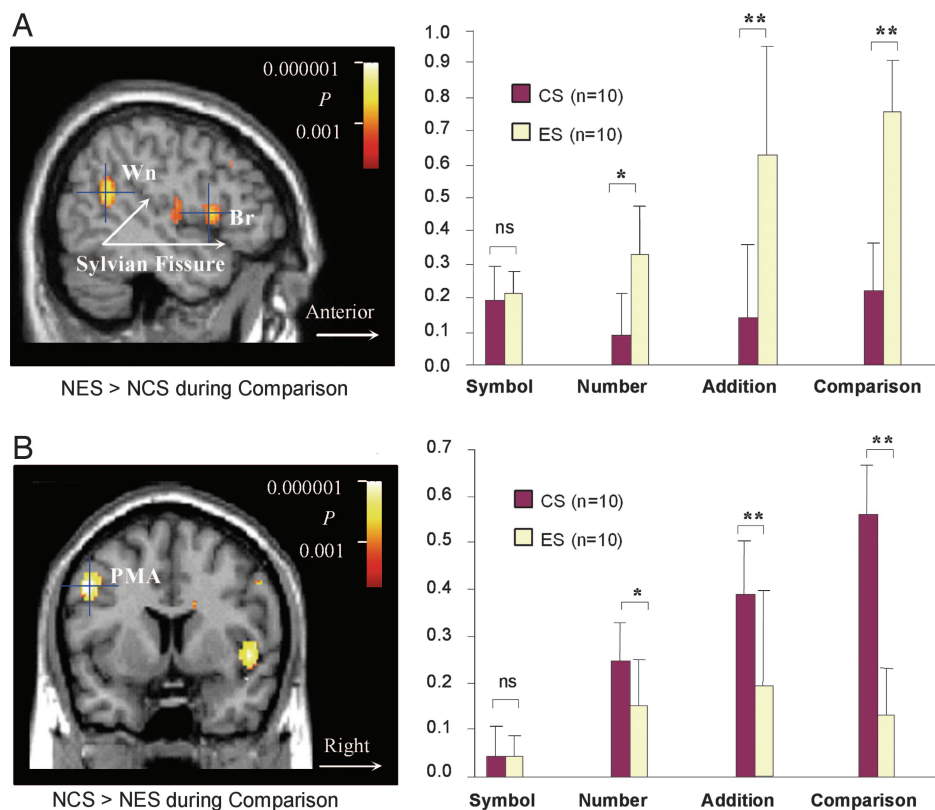 A
0.000001
P
0.001
Wn
Br
Sylvian Fissure
Anterior
NES > NCS during Comparison
1.0
0.9
0.8
0.7
0.6
0.5
0.4
0.3
0.2
0.1
0.0
CS (n=10)
ES (n=10)
ns
*
**
**
Symbol Number Addition Comparison
B
0.000001
P
0.001
PMA
Right
NCS > NES during Comparison
0.7
0.6
0.5
0.4
0.3
0.2
0.1
0.0
CS (n=10)
ES (n=10)
ns
*
**
**
Symbol Number Addition Comparison